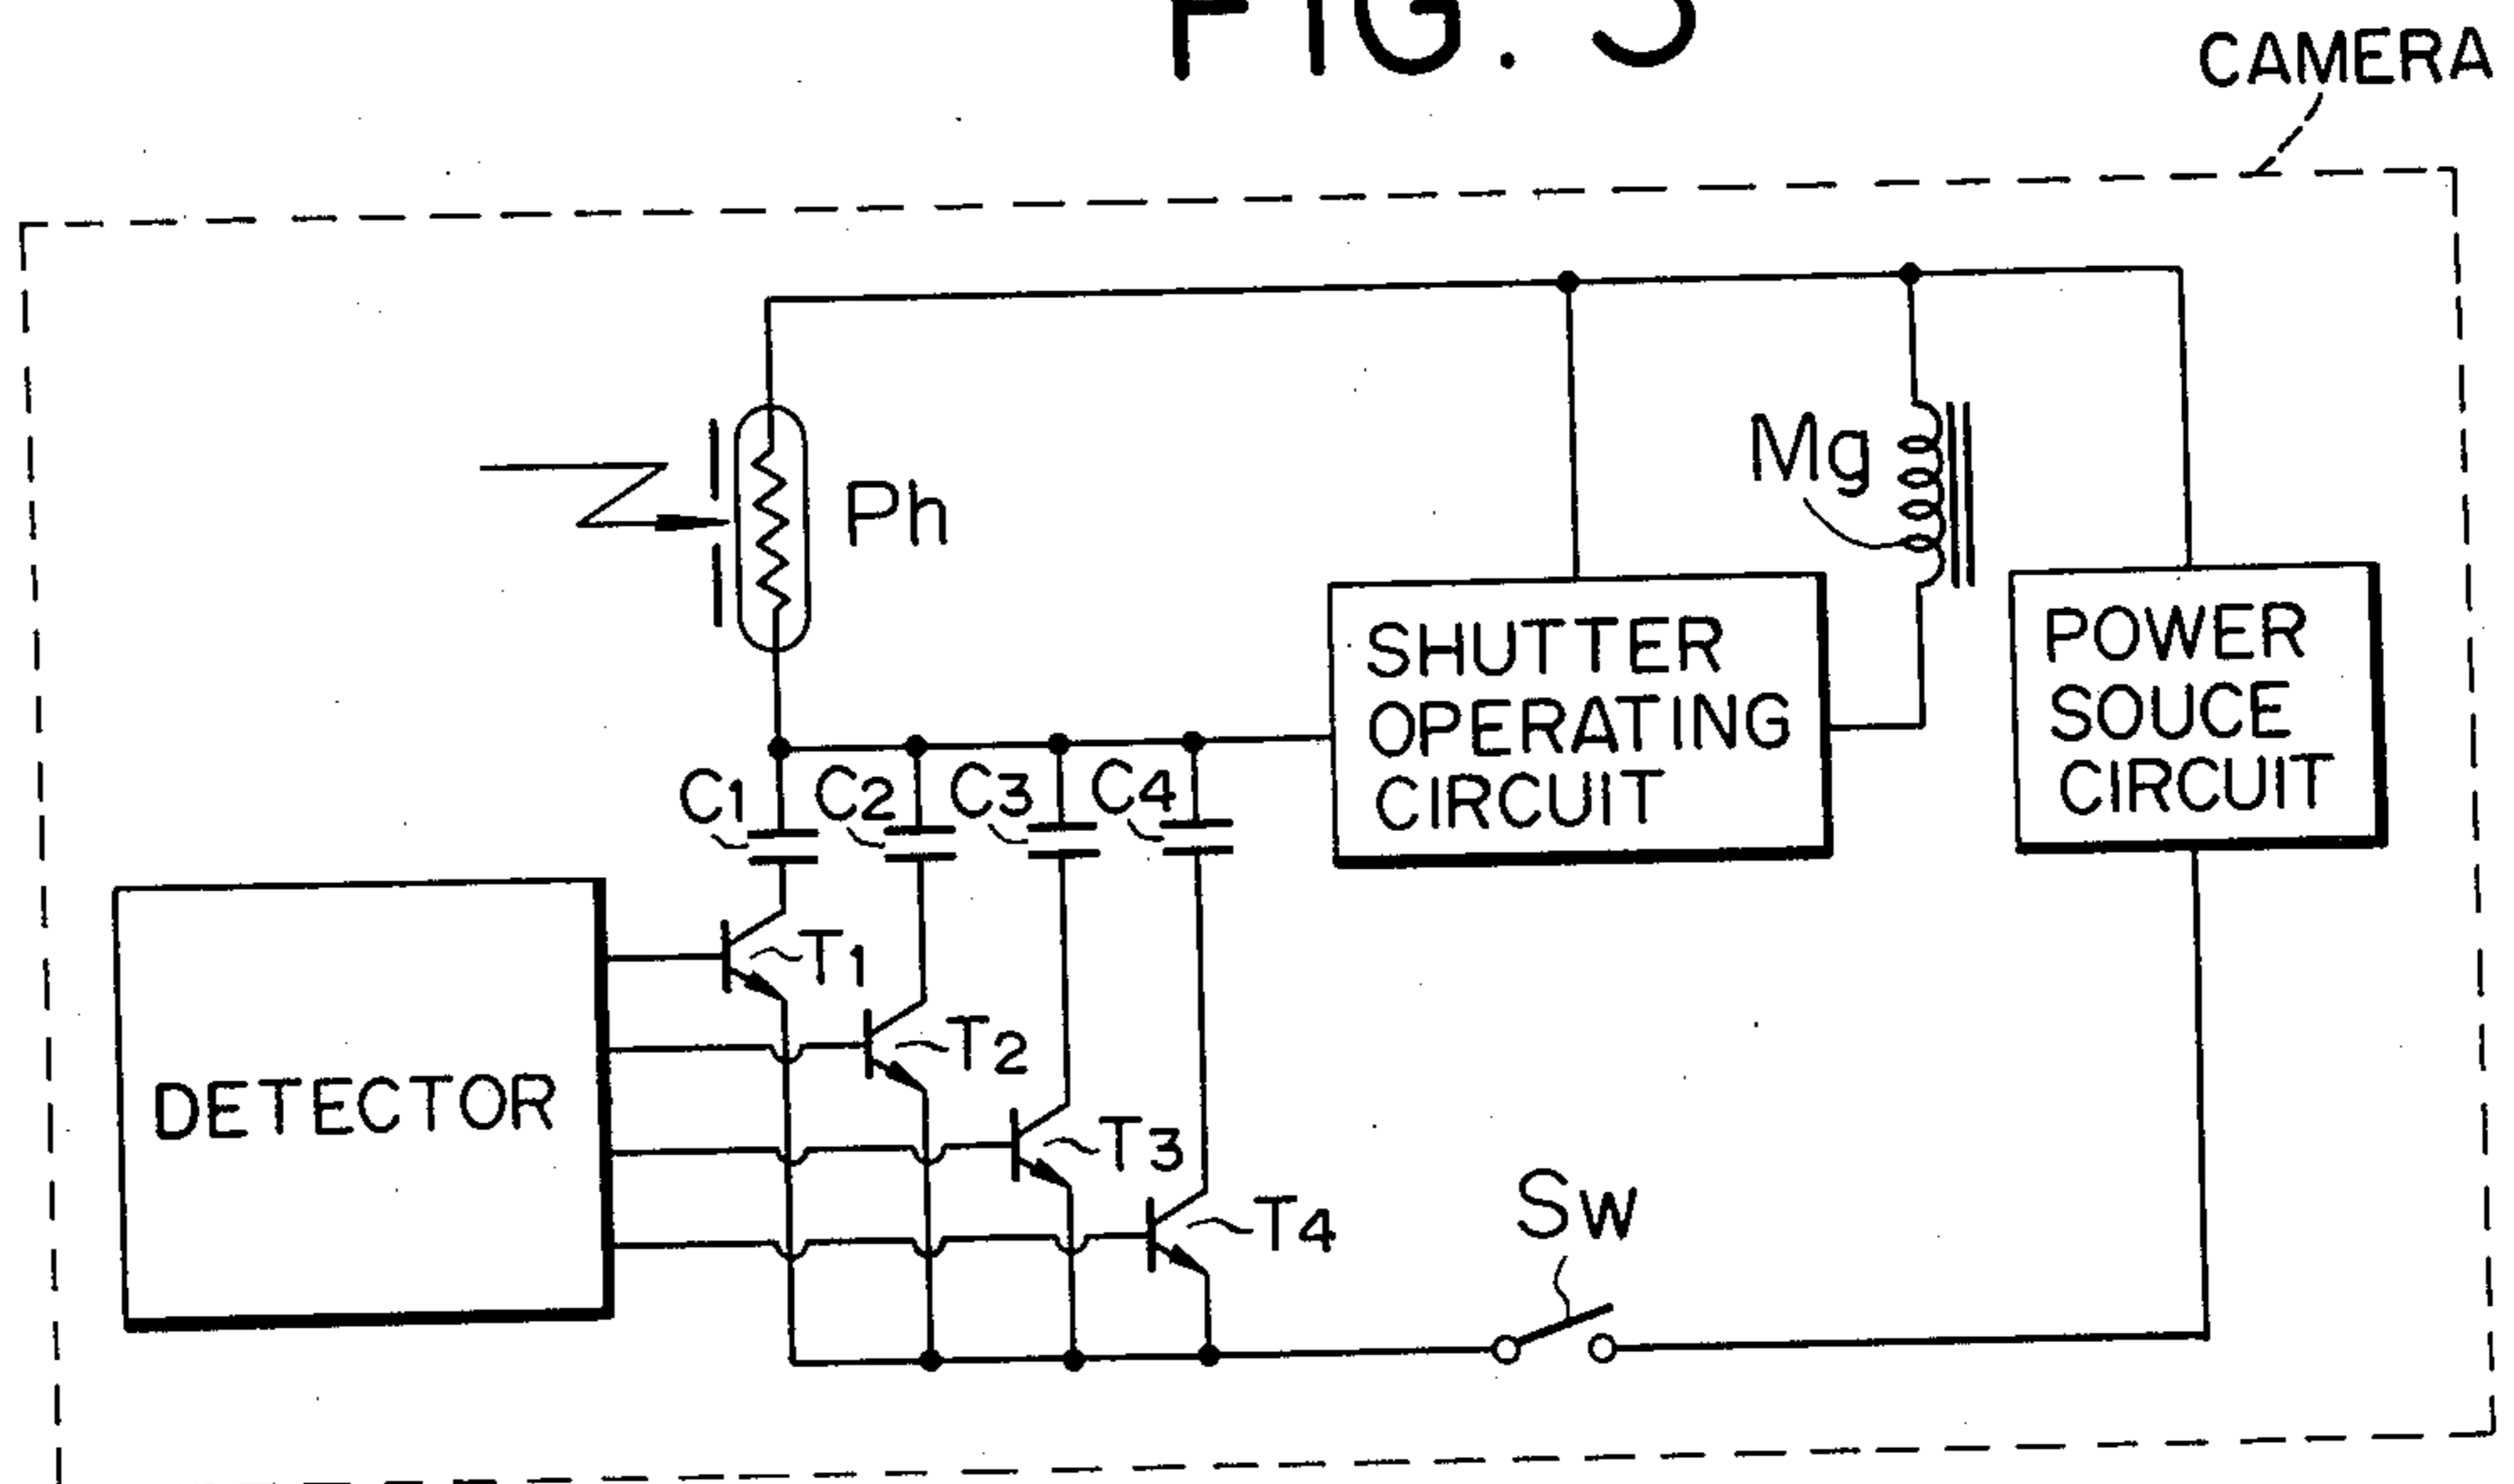 FIG. 5
CAMERA
Ph
Mg
SHUTTER
OPERATING
CIRCUIT
POWER
SOUCE
CIRCUIT
C1
C2
C3
C4
DETECTOR
T1
T2
T3
T4
Sw